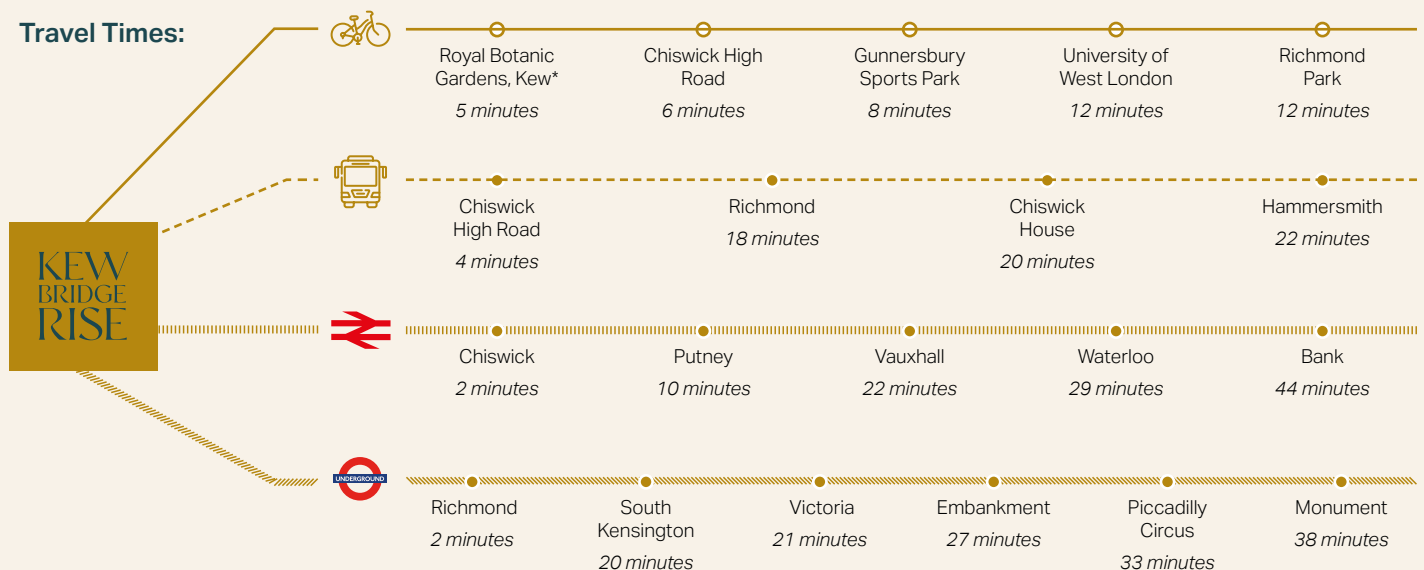 Travel Times:
Royal Botanic
Gardens, Kew*
5 minutes
Chiswick High
Road
6 minutes
Gunnersbury
Sports Park
8 minutes
University of
West London
12 minutes
Richmond
Park
12 minutes
Chiswick
High Road
4 minutes
Richmond
18 minutes
Chiswick
House
20 minutes
Hammersmith
22 minutes
KEW
BRIDGE
RISE
Chiswick
2 minutes
Putney
10 minutes
Vauxhall
22 minutes
Waterloo
29 minutes
Bank
44 minutes
UNDERGROUND
Richmond
2 minutes
South
Kensington
20 minutes
Victoria
21 minutes
Embankment
27 minutes
Piccadilly
Circus
33 minutes
Monument
38 minutes